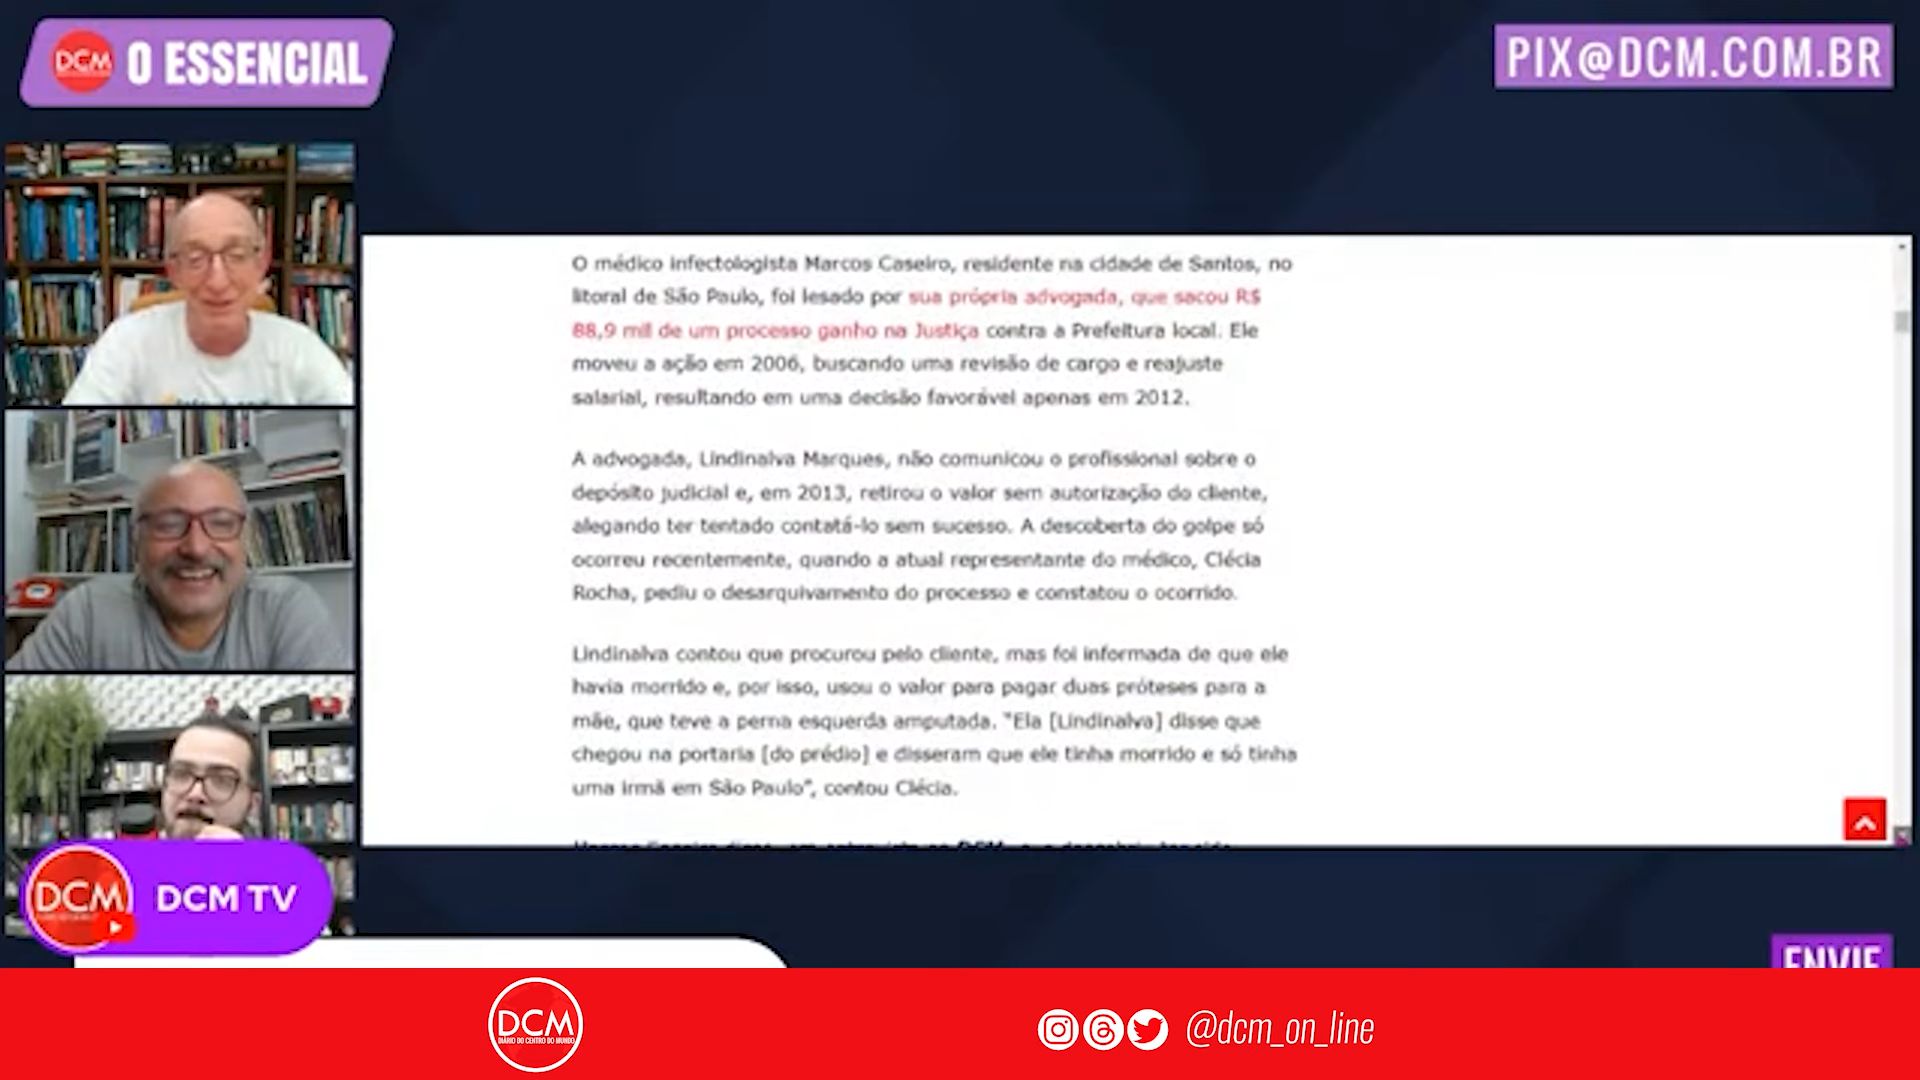 DCM O ESSENCIAL
PIX@DCM.COM.BR
O médico infectologista Marcos Caseiro, residente na cidade de Santos, no
litoral de São Paulo, foi lesado por sua própria advogada, que sacou R$
88,9 mil de um processo ganho na Justiça contra a Prefeitura local. Ele
moveu a ação em 2006, buscando uma revisão de cargo e reajuste
salarial, resultando em uma decisão favorável apenas em 2012.
A advogada, Lindinalva Marques, não comunicou o profissional sobre o
depósito judicial e, em 2013, retirou o valor sem autorização do cliente,
alegando ter tentado contatá-lo sem sucesso. A descoberta do golpe só
ocorreu recentemente, quando a atual representante do médico, Clécia
Rocha, pediu o desarquivamento do processo e constatou o ocorrido.
Lindinalva contou que procurou pelo cliente, mas foi informada de que ele
havia morrido e, por isso, usou o valor para pagar duas próteses para a
mãe, que teve a perna esquerda amputada. "Ela [Lindinalva] disse que
chegou na portaria [do prédio] e disseram que ele tinha morrido e só tinha
uma irmã em São Paulo", contou Clécia.
DCM DCM TV
ENVIE
DCM
DIÁRIO DO CENTRO DO MUNDO
@dcm_on_line